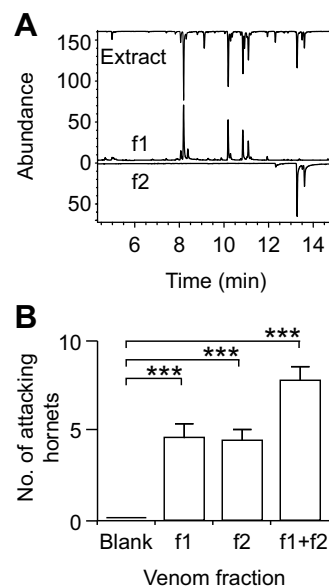 A
150
Extract
100
50
f1
0
f2
50
Abundance
4
6
8
10
12
14
Time (min)
B
10
5
0
No. of attacking
hornets
***
***
***
Blank
f1
f2
f1+f2
Venom fraction